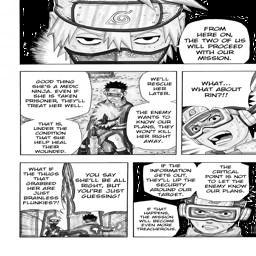 FROM
HERE ON,
THE TWO OF US
WILL PROCEED
WITH OUR
MISSION.
WHAT...
WHAT
ABOUT
RIN?!!
WE'LL
RESCUE
HER
LATER.
THE ENEMY
WANTS TO
KNOW OUR
PLANS; THEY
WON'T KILL
HER RIGHT
AWAY.
GOOD THING
SHE'S A MEDIC
NINJA. EVEN IF
SHE IS TAKEN
PRISONER, THEY'LL
TREAT HER WELL.
THAT IS,
UNDER THE
CONDITION
THAT SHE
HELP HEAL
THEIR
WOUNDED.
THE
CRITICAL
POINT IS NOT
TO LET THE
ENEMY KNOW
OUR PLANS.
IF THE
INFORMATION
GETS OUT,
THEY'LL UP THE
SECURITY
AROUND OUR
TARGET.
IF THAT
HAPPENS,
THE MISSION
WILL BECOME
EVEN MORE
TREACHEROUS.
YOU SAY
SHE'LL BE ALL
RIGHT, BUT
YOU'RE JUST
GUESSING!
WHAT IF
THE THUGS
THAT
GRABBED
HER ARE
JUST
BRAINLESS
FLUNKIES?!